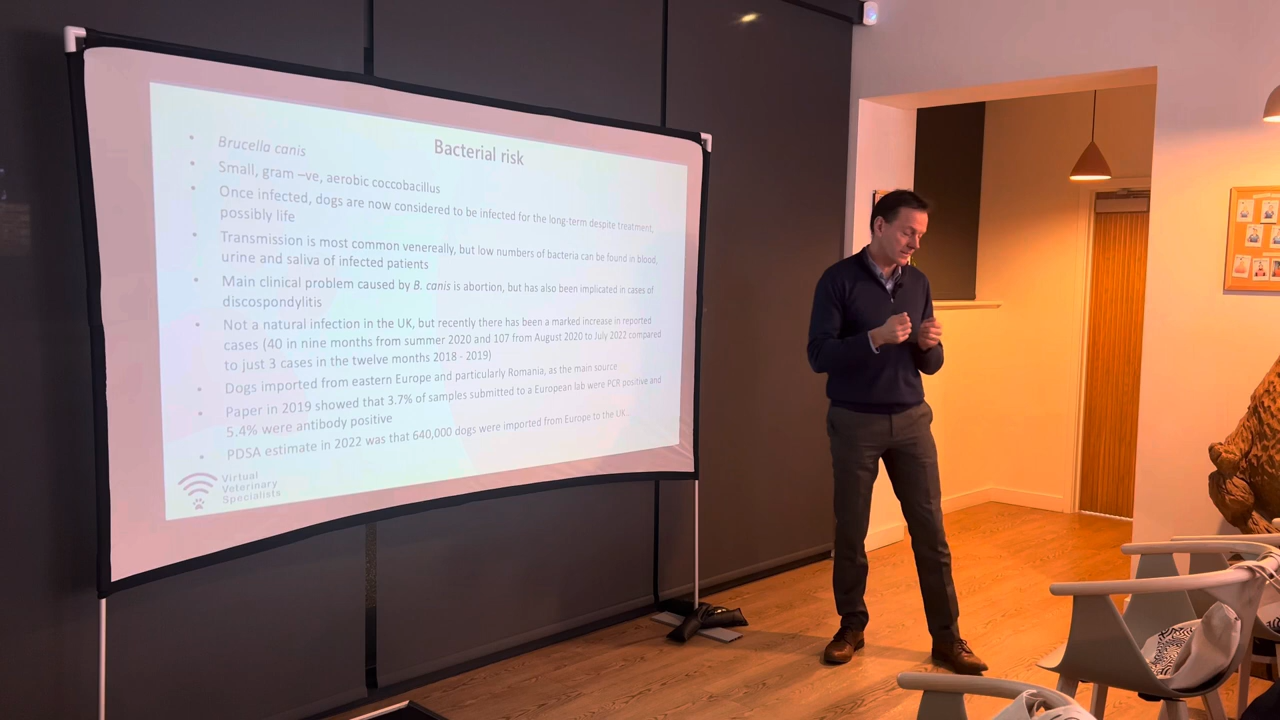 Bacterial risk
• Brucella canis
• Small, gram –ve, aerobic coccobacillus
• Once infected, dogs are now considered to be infected for the long-term despite treatment,
possibly life
• Transmission is most common venereally, but low numbers of bacteria can be found in blood,
urine and saliva of infected patients
• Main clinical problem caused by B. canis is abortion, but has also been implicated in cases of
discospondylitis
• Not a natural infection in the UK, but recently there has been a marked increase in reported
cases (40 in nine months from summer 2020 and 107 from August 2020 to July 2022 compared
to just 3 cases in the twelve months 2018 - 2019)
• Dogs imported from eastern Europe and particularly Romania, as the main source
• Paper in 2019 showed that 3.7% of samples submitted to a European lab were PCR positive and
5.4% were antibody positive
• PDSA estimate in 2022 was that 640,000 dogs were imported from Europe to the UK.
Virtual
Veterinary
Specialists